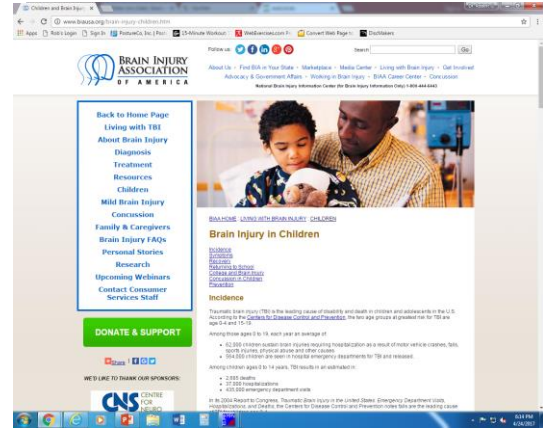 Children and Brain Injury
www.biausa.org/brain-injury-children.htm
Apps
Rob's Login
Sign In
15-Minute Workout
Convert Web Page to
DocMakers
Follow us:
Search
Go
BRAIN INJURY
ASSOCIATION
OF AMERICA
About Us - Find BIA in Your State - Marketplace - Media Center - Living with Brain Injury - Get Involved
Advocacy & Government Affairs - Working in Brain Injury - BIAA Career Center - Concussion
National Brain Injury Information Center (for Brain Injury Information Only) 1-800-444-6443
Back to Home Page
Living with TBI
About Brain Injury
Diagnosis
Treatment
Resources
Children
Mild Brain Injury
Concussion
Family & Caregivers
Brain Injury FAQs
Personal Stories
Research
Upcoming Webinars
Contact Consumer
Services Staff
DONATE & SUPPORT
Share
WE'D LIKE TO THANK OUR SPONSORS:
CNS CENTRE
FOR
NEURO
BIAA HOME : LIVING WITH BRAIN INJURY : CHILDREN
Brain Injury in Children
Incidence
Symptoms
Recovery
Returning to School
College and Brain Injury
Concussion in Children
Prevention
Incidence
Traumatic brain injury (TBI) is the leading cause of disability and death in children and adolescents in the U.S.
According to the Centers for Disease Control and Prevention, the two age groups at greatest risk for TBI are
age 0-4 and 15-19.
Among those ages 0 to 19, each year an average of:
62,000 children sustain brain injuries requiring hospitalization as a result of motor vehicle crashes, falls,
sports injuries, physical abuse and other causes.
564,000 children are seen in hospital emergency departments for TBI and released.
Among children ages 0 to 14 years, TBI results in an estimated:
2,685 deaths
37,000 hospitalizations
435,000 emergency department visits
In its 2004 Report to Congress, Traumatic Brain Injury in the United States: Emergency Department Visits,
Hospitalizations, and Deaths, the Centers for Disease Control and Prevention notes falls are the leading cause
6:14 PM
4/24/2017